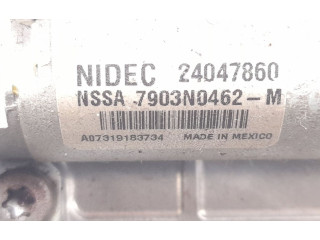 NIDEC 24047860
NSSA-7903N0462-M
A07319183734 MADE IN MEXICO